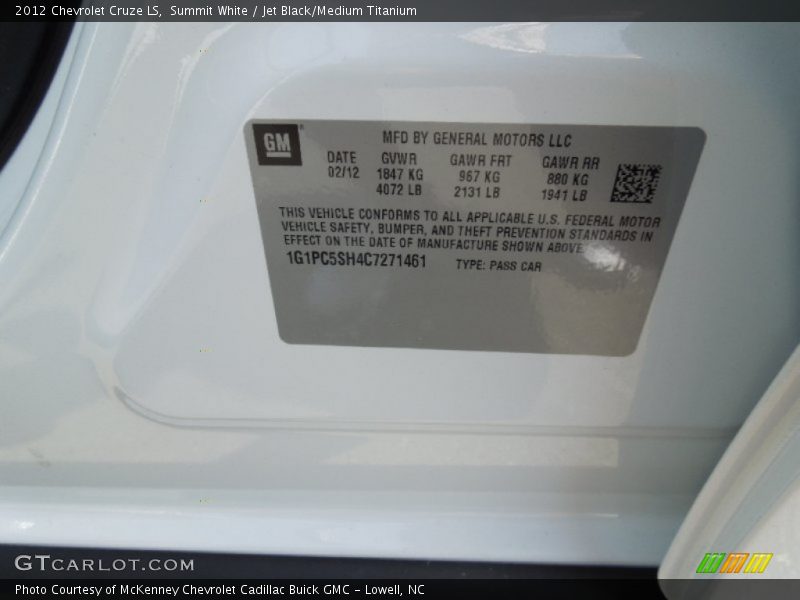 2012 Chevrolet Cruze LS, Summit White / Jet Black/Medium Titanium
GM
MFD BY GENERAL MOTORS LLC
DATE GVWR GAWR FRT GAWR RR
02/12 1847 KG 967 KG 880 KG
4072 LB 2131 LB 1941 LB
THIS VEHICLE CONFORMS TO ALL APPLICABLE U.S. FEDERAL MOTOR
VEHICLE SAFETY, BUMPER, AND THEFT PREVENTION STANDARDS IN
EFFECT ON THE DATE OF MANUFACTURE SHOWN ABOVE.
1G1PC5SH4C7271461 TYPE: PASS CAR
GTCARLOT.COM
Photo Courtesy of McKenney Chevrolet Cadillac Buick GMC - Lowell, NC